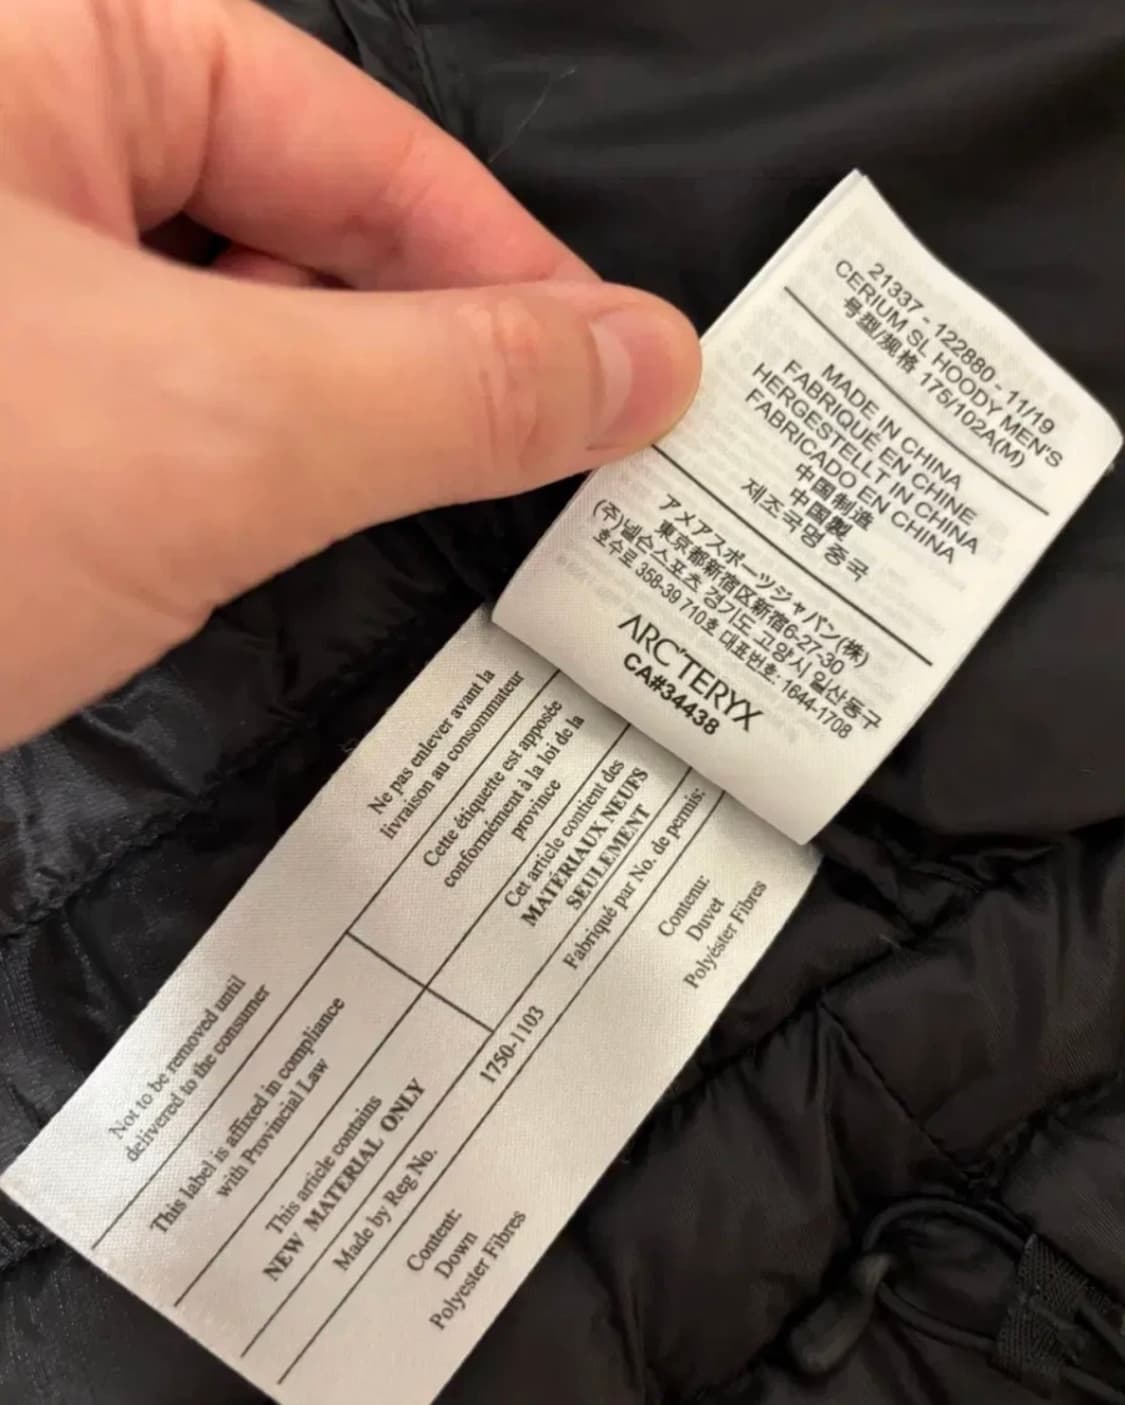 21337 - 122880 - 11/19
CERIUM SL HOODY MEN'S
号型/规格 175/102A(M)
MADE IN CHINA
FABRIQUÉ EN CHINE
HERGESTELLT IN CHINA
FABRICADO EN CHINA
中国制造
中国製
제조국명 중국
アメアスポーツジャパン(株)
東京都新宿区新宿6-27-30
(주)넬슨스포츠 경기도 고양시 일산동구
호수로 358-39 710호 대표번호: 1644-1708
ARC'TERYX
CA#34438
Ne pas enlever avant la
livraison au consommateur
Cette étiquette est apposée
conformément à la loi de la
province
Cet article contient des
MATERIAUX NEUFS
SEULEMENT
Fabriqué par No. de permis:
Contenu:
Duvet
Polyéster Fibres
Not to be removed until
delivered to the consumer
This label is affixed in compliance
with Provincial Law
This article contains
NEW MATERIAL ONLY
Made by Reg No.
1750-1103
Content:
Down
Polyester Fibres